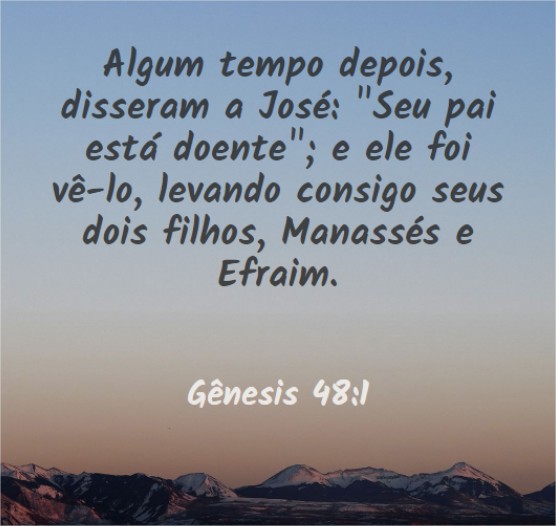 Algum tempo depois,
disseram a José: "Seu pai
está doente"; e ele foi
vê-lo, levando consigo seus
dois filhos, Manassés e
Efraim.
Gênesis 48:1